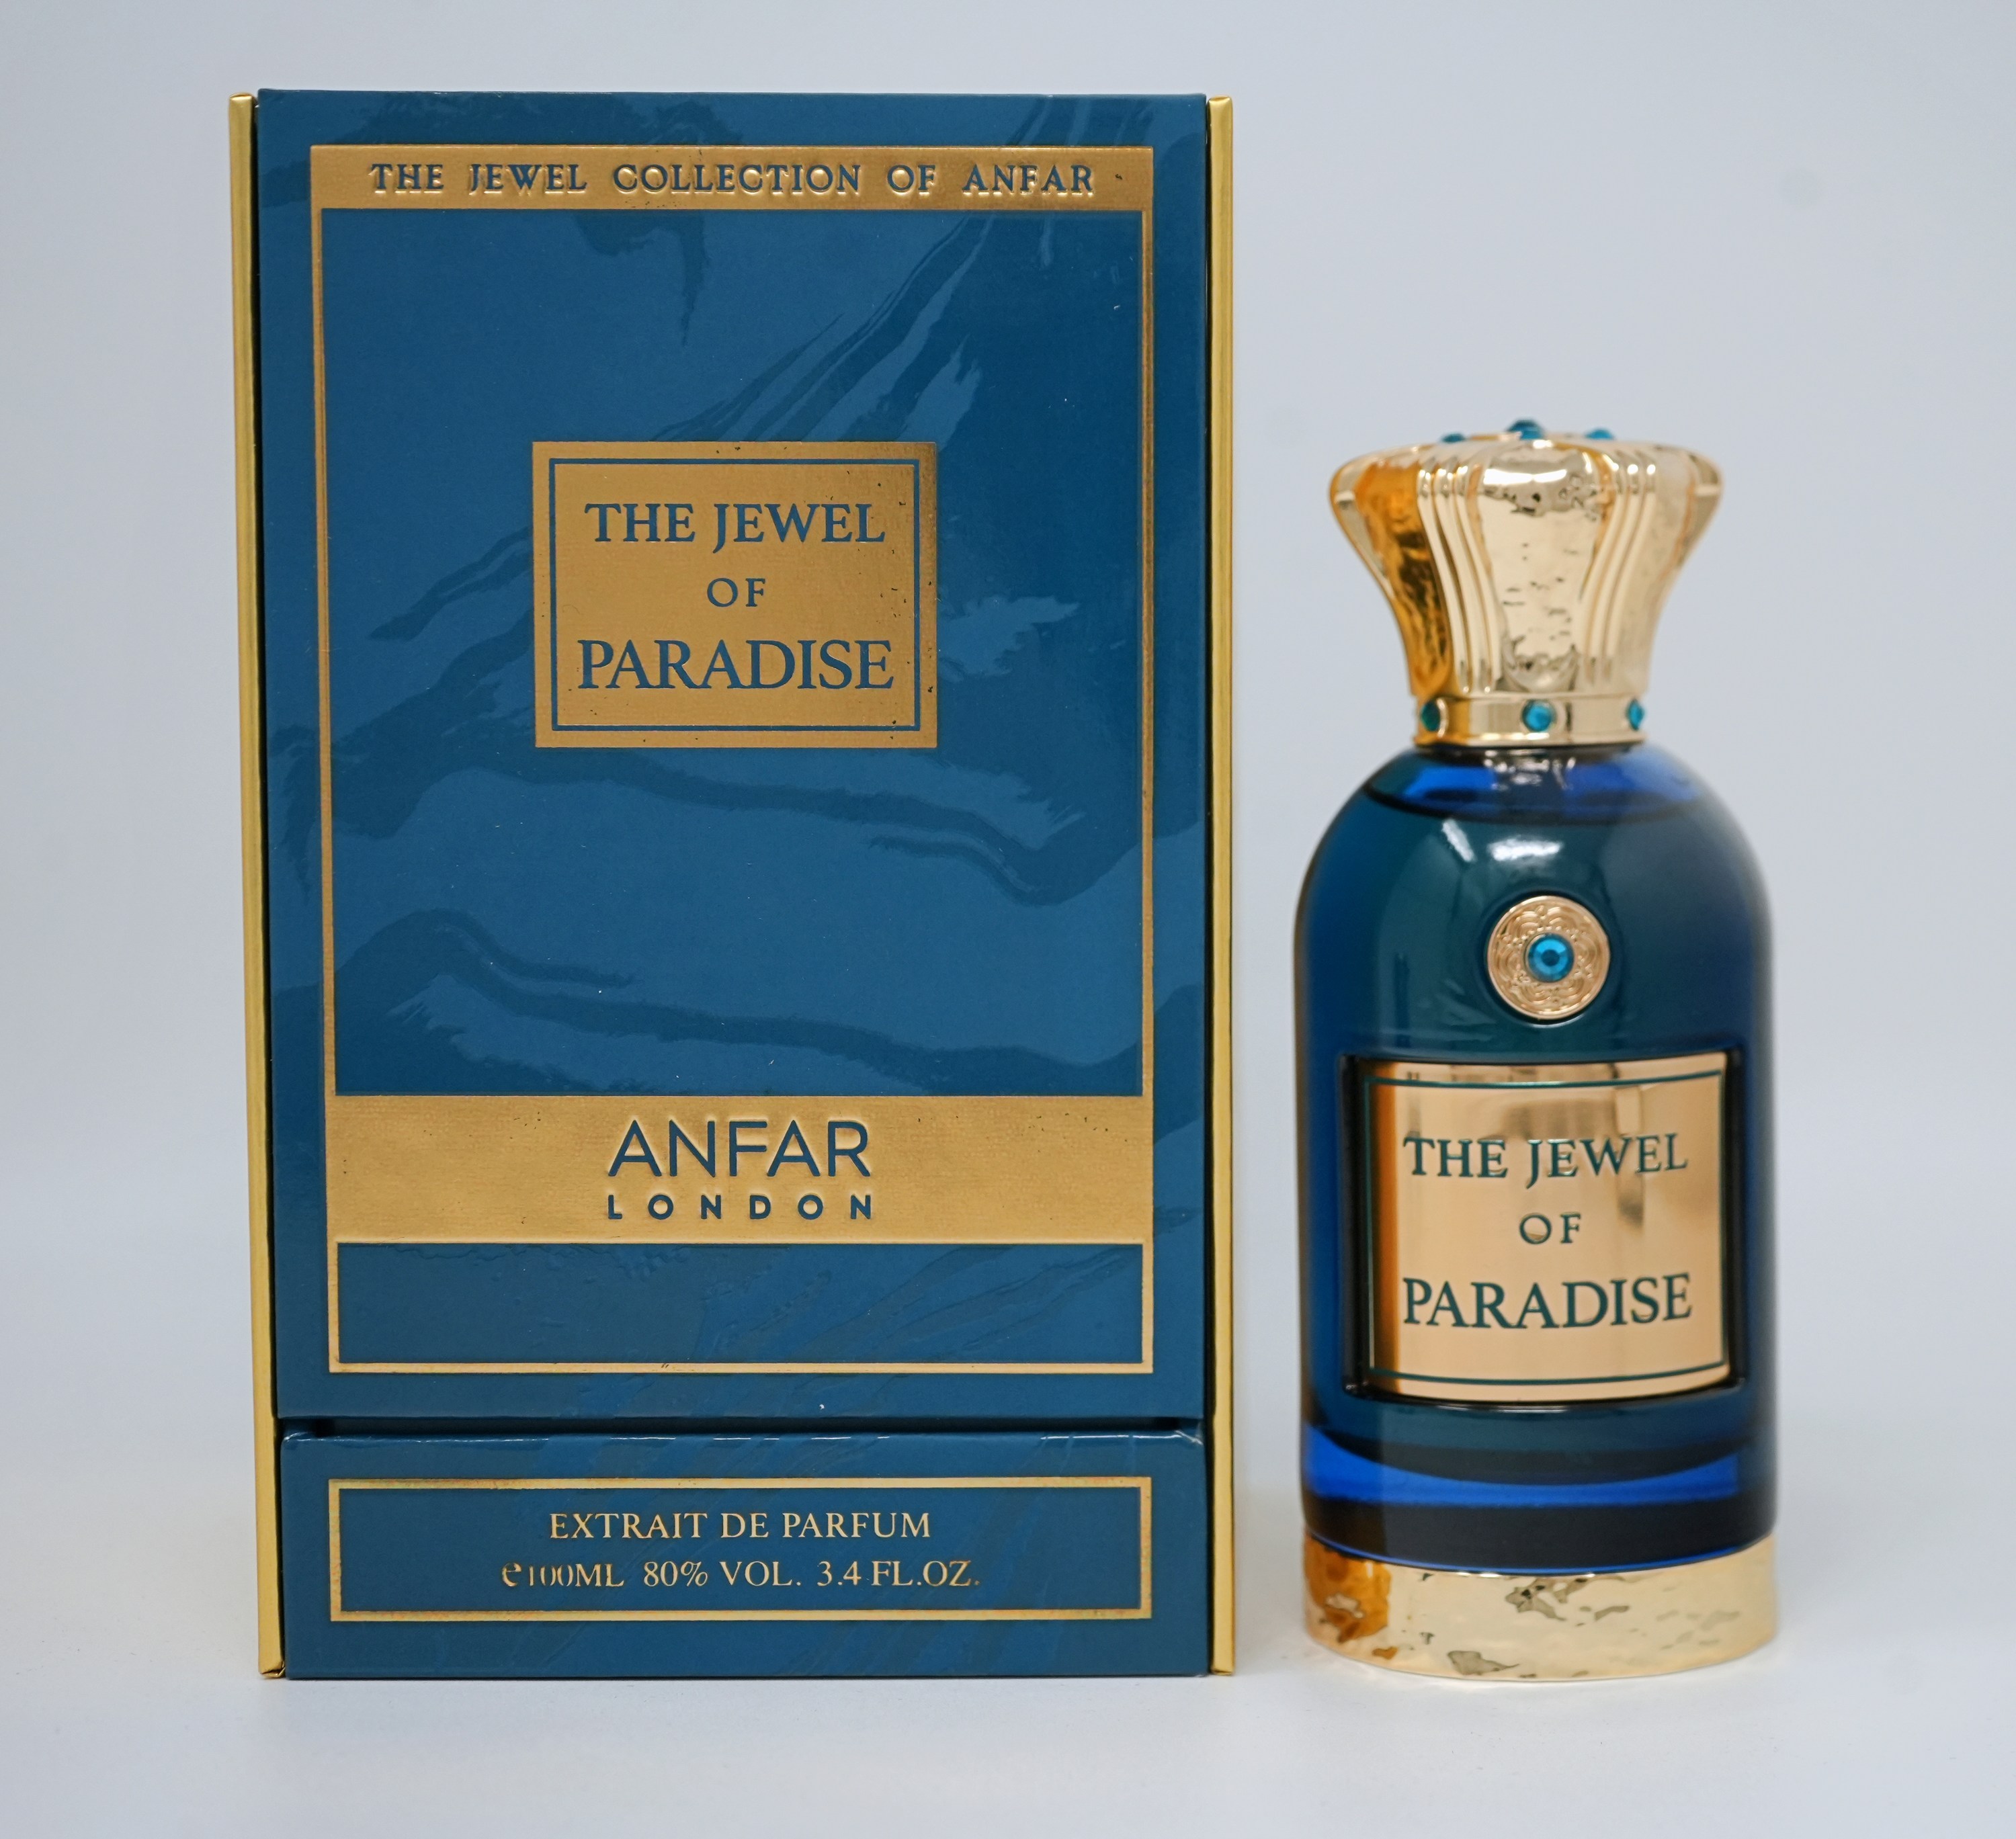 THE JEWEL COLLECTION OF ANFAR
THE JEWEL
OF
PARADISE
ANFAR
LONDON
EXTRAIT DE PARFUM
℮100ML 80% VOL. 3.4 FL.OZ.
THE JEWEL
OF
PARADISE